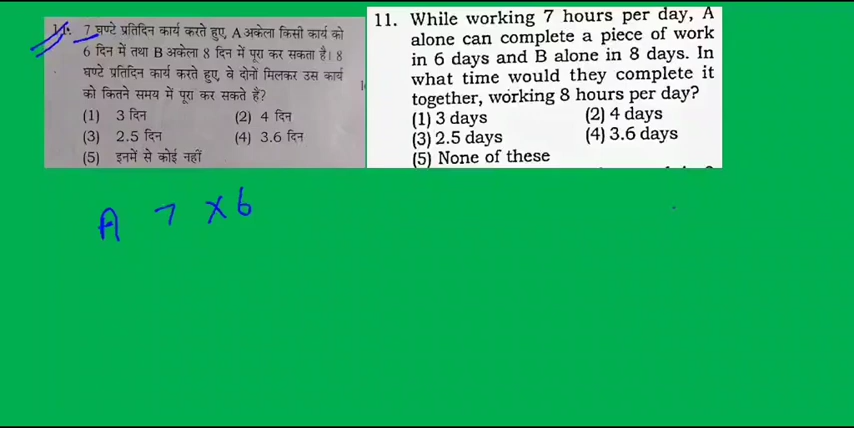 11. 7 घण्टे प्रतिदिन कार्य करते हुए, A अकेला किसी कार्य को
6 दिन में तथा B अकेला 8 दिन में पूरा कर सकता है। 8
घण्टे प्रतिदिन कार्य करते हुए, वे दोनों मिलकर उस कार्य
को कितने समय में पूरा कर सकते है?
(1) 3 दिन (2) 4 दिन
(3) 2.5 दिन (4) 3.6 दिन
(5) इनमें से कोई नहीं
11. While working 7 hours per day, A
alone can complete a piece of work
in 6 days and B alone in 8 days. In
what time would they complete it
together, working 8 hours per day?
(1) 3 days (2) 4 days
(3) 2.5 days (4) 3.6 days
(5) None of these
A 7 × 6